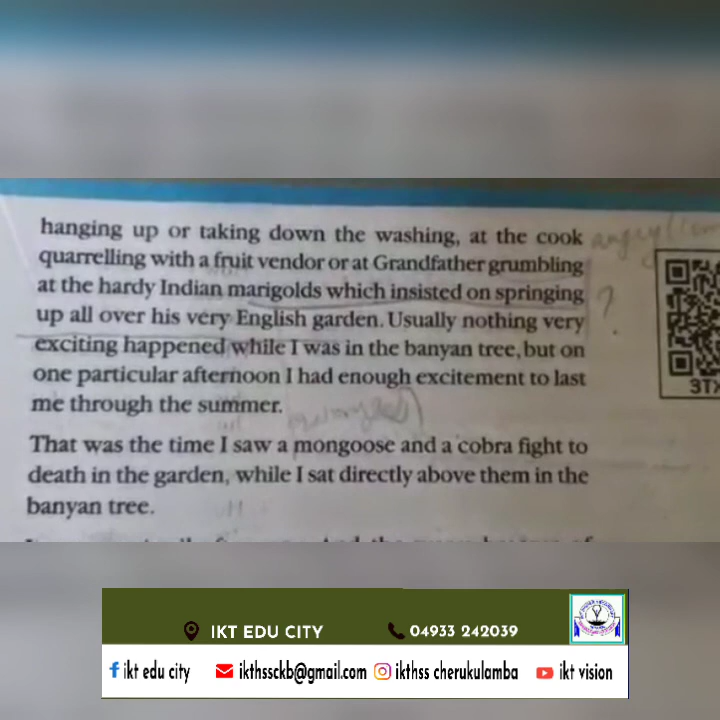 hanging up or taking down the washing, at the cook
quarrelling with a fruit vendor or at Grandfather grumbling
at the hardy Indian marigolds which insisted on springing
up all over his very English garden. Usually nothing very
exciting happened while I was in the banyan tree, but on
one particular afternoon I had enough excitement to last
me through the summer.
That was the time I saw a mongoose and a cobra fight to
death in the garden, while I sat directly above them in the
banyan tree.
?
3TX
IKT EDU CITY
04933 242039
ikt edu city
ikthssckb@gmail.com
ikthss cherukulamba
ikt vision